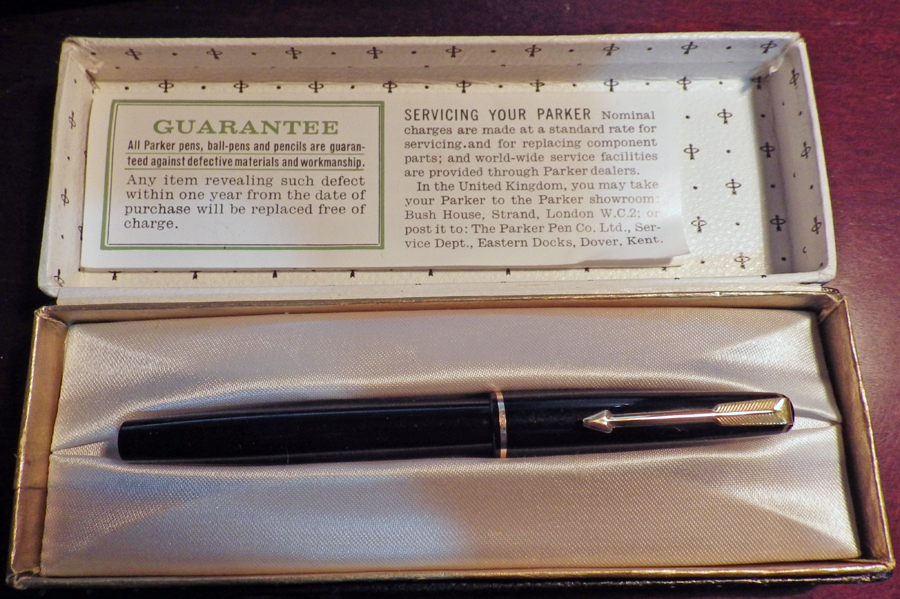 GUARANTEE
All Parker pens, ball-pens and pencils are guaran-
teed against defective materials and workmanship.
Any item revealing such defect
within one year from the date of
purchase will be replaced free of
charge.
SERVICING YOUR PARKER Nominal
charges are made at a standard rate for
servicing.and for replacing component
parts; and world-wide service facilities
are provided through Parker dealers.
In the United Kingdom, you may take
your Parker to the Parker showroom:
Bush House, Strand, London W.C.2; or
post it to: The Parker Pen Co. Ltd., Ser-
vice Dept., Eastern Docks, Dover, Kent.